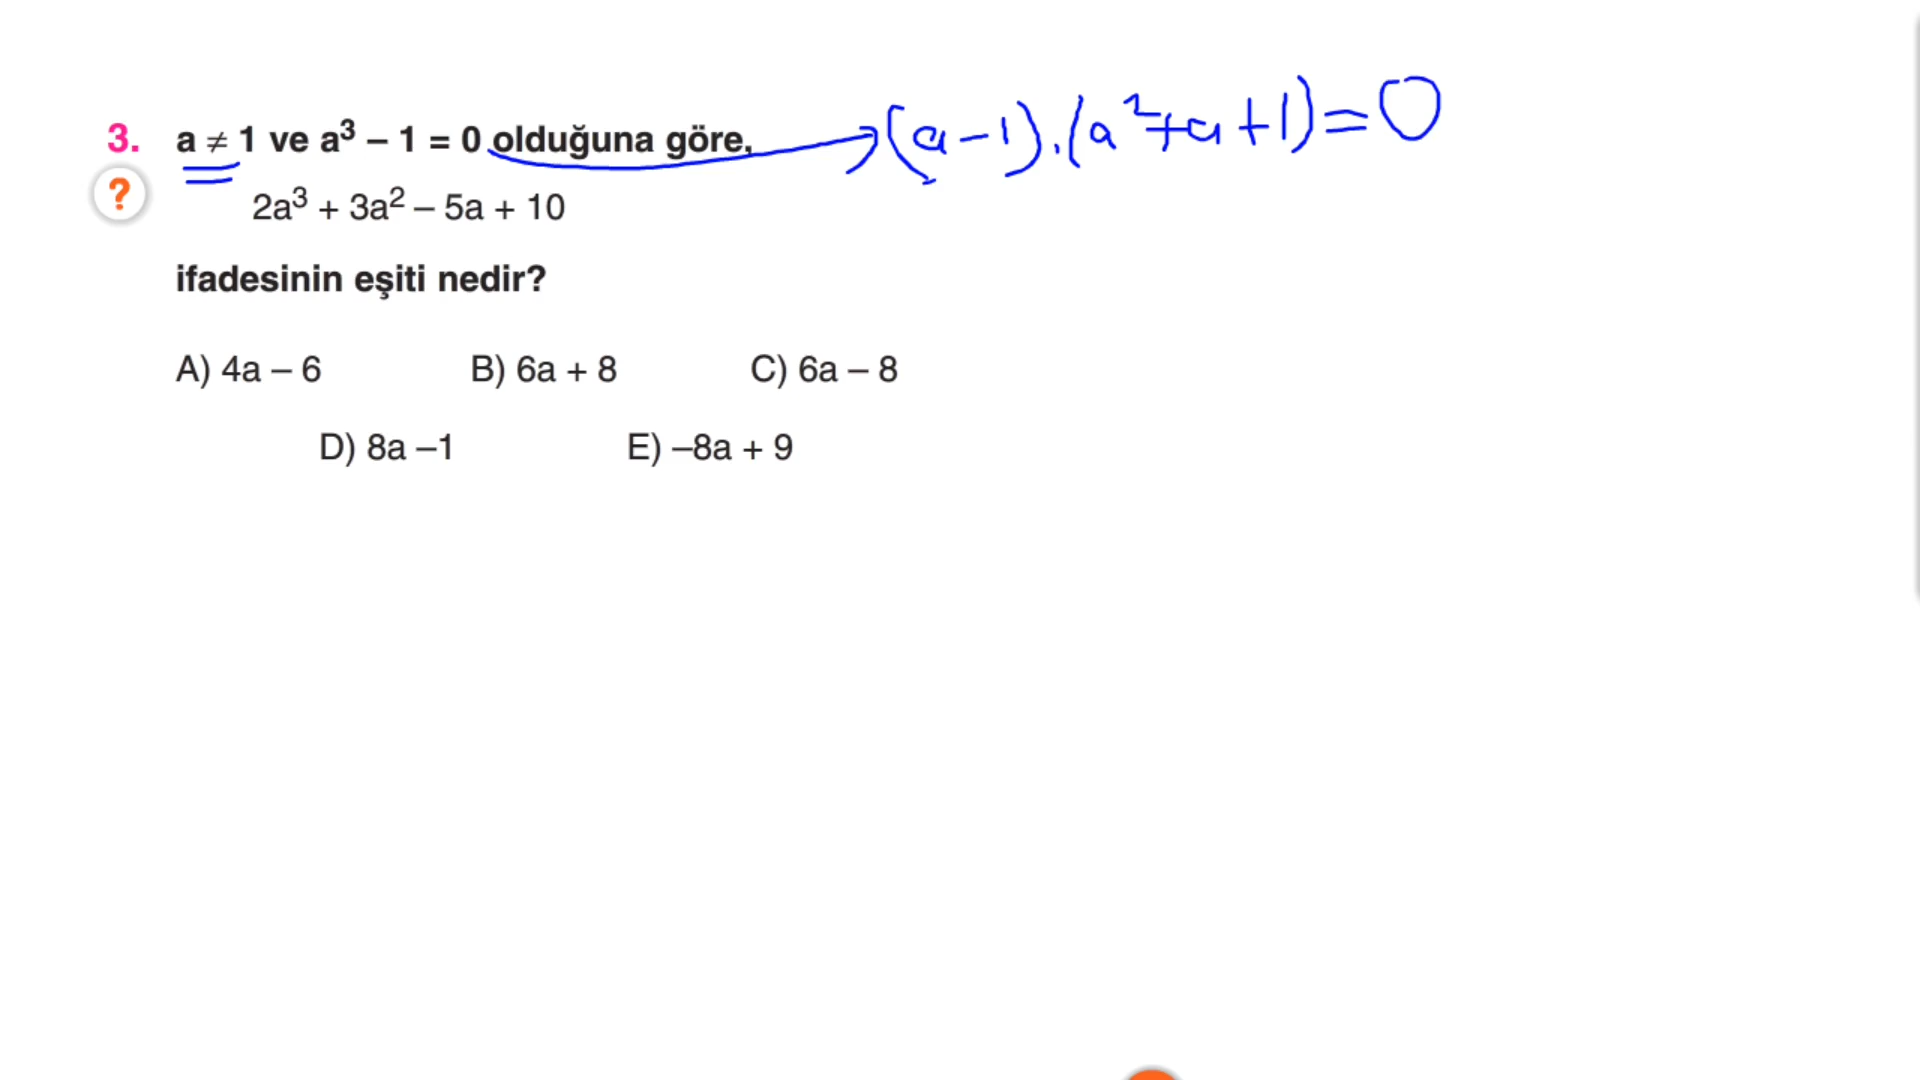 3. a ≠ 1 ve a³ – 1 = 0 olduğuna göre, (a-1).(a²+a+1)=0
?
2a³ + 3a² – 5a + 10
ifadesinin eşiti nedir?
A) 4a – 6 B) 6a + 8 C) 6a – 8
D) 8a –1 E) –8a + 9